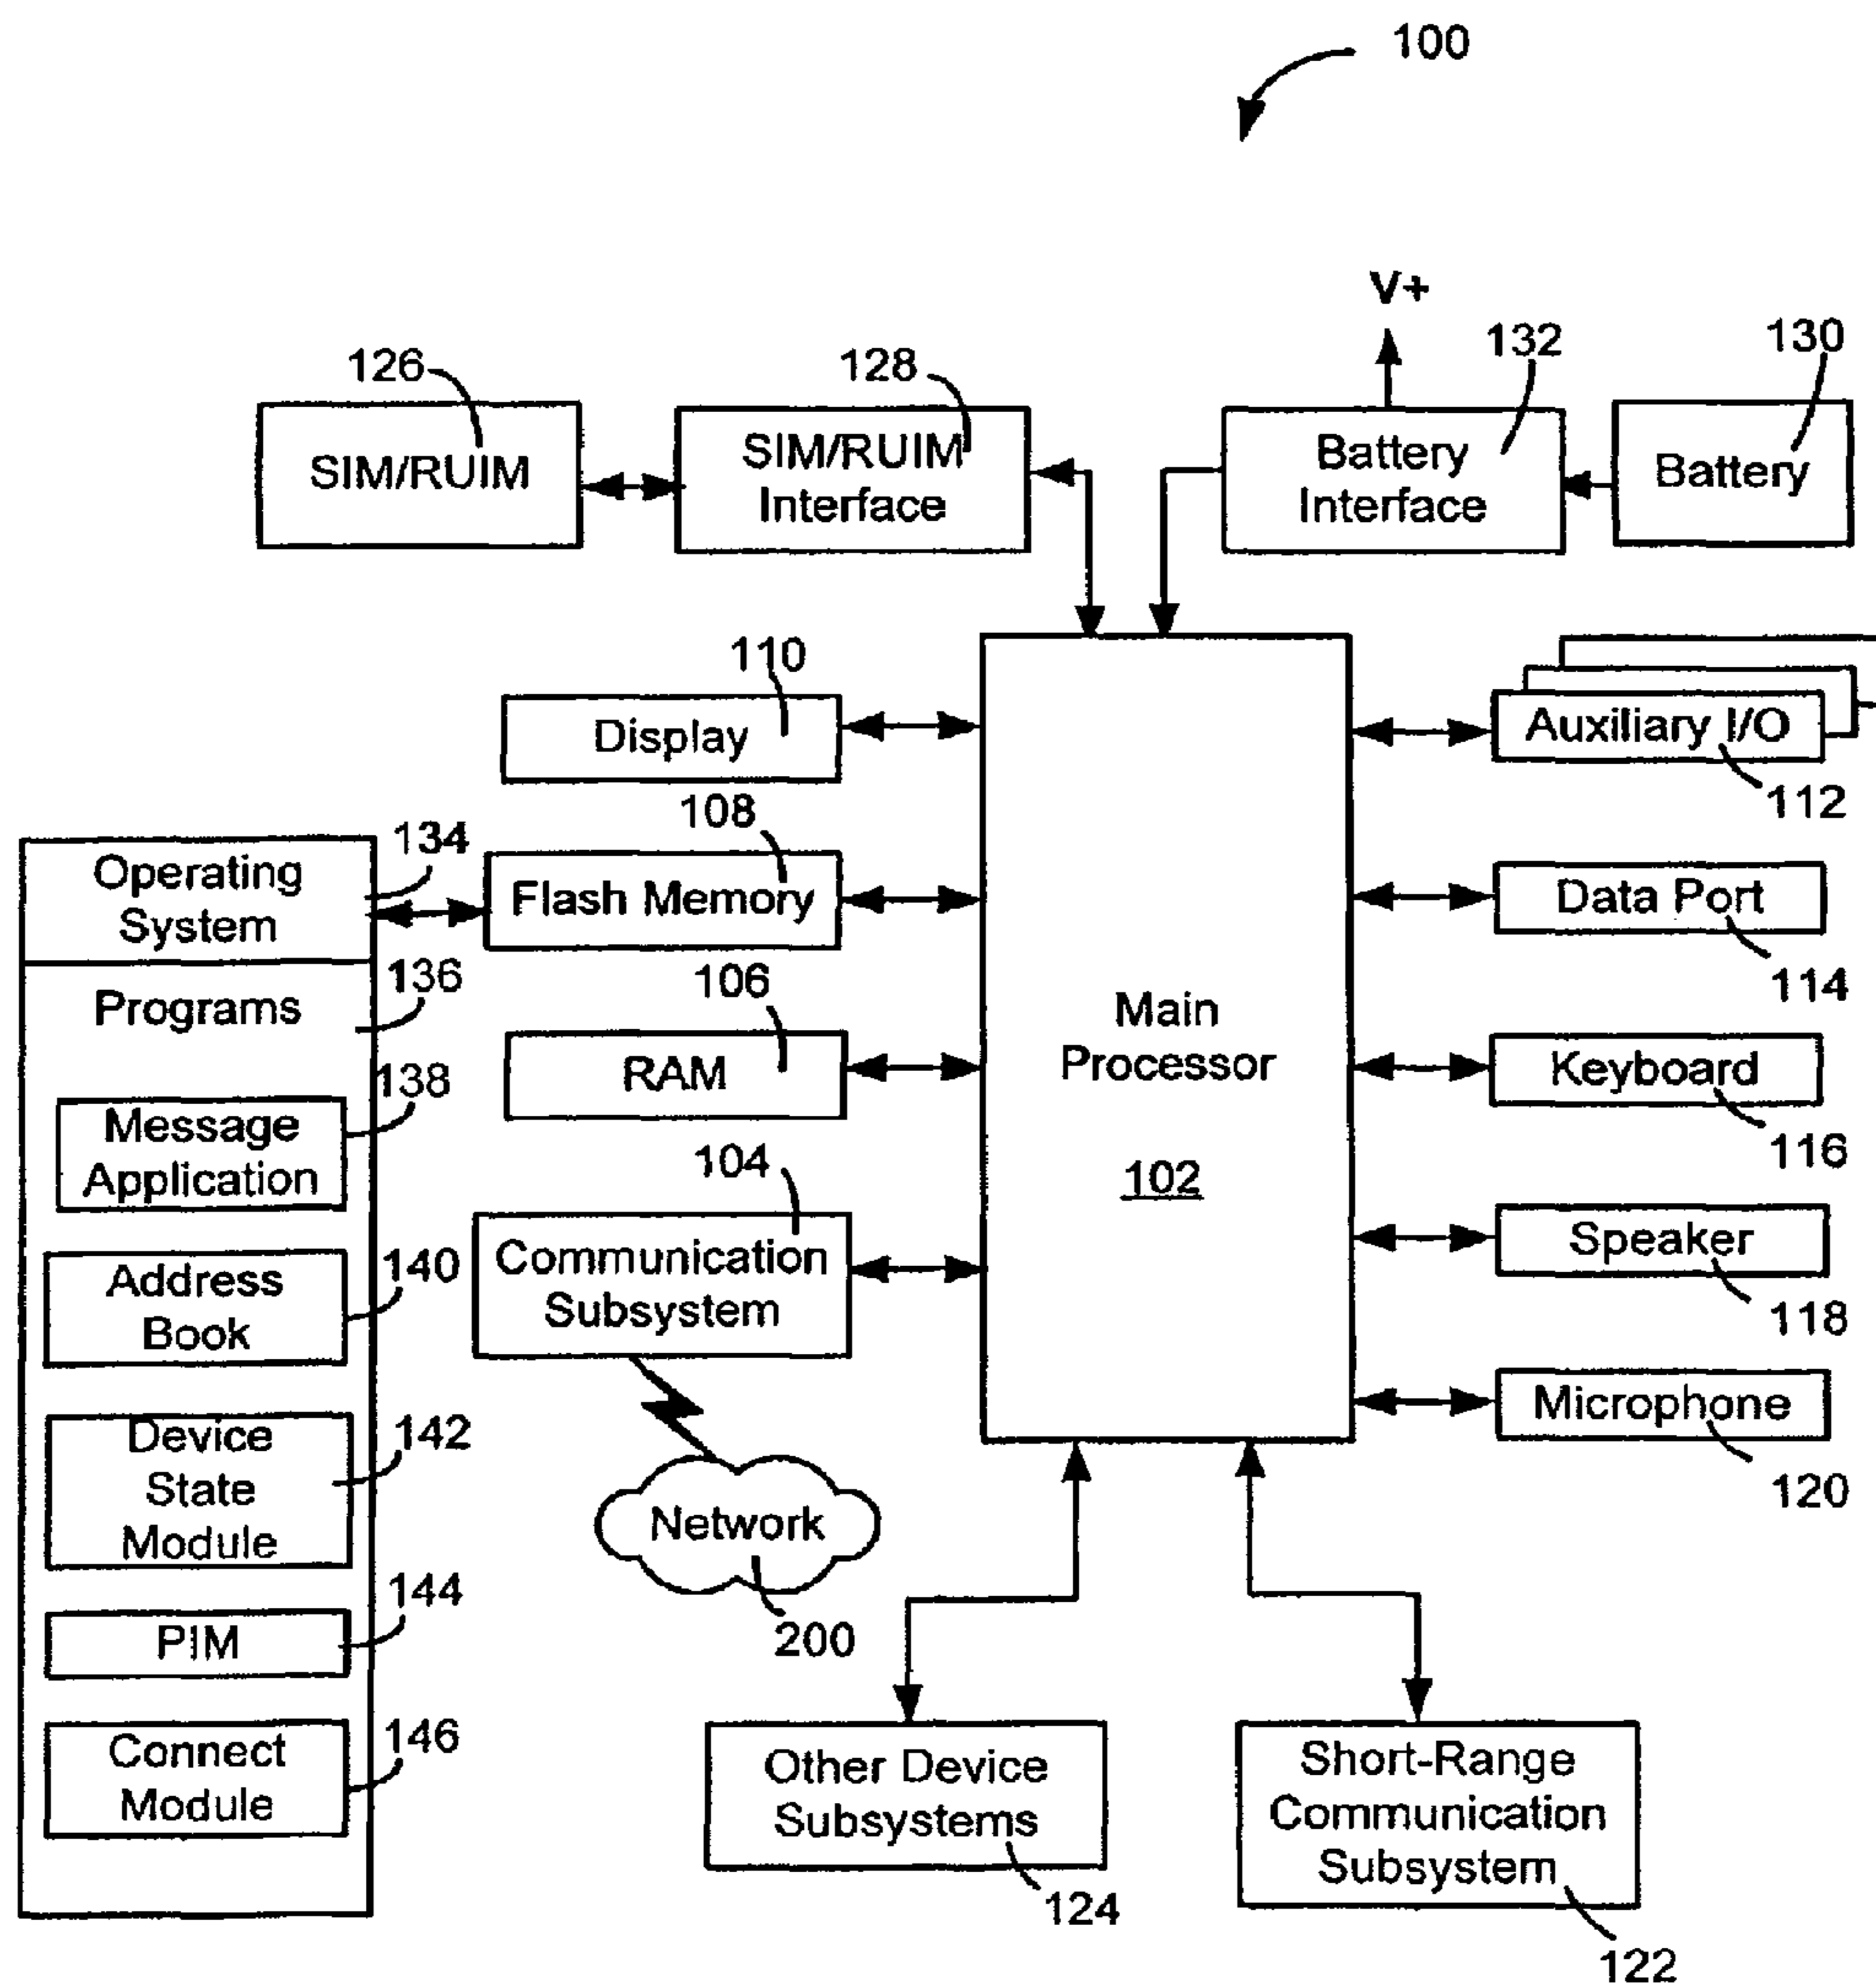 100
V+
126
128
132
130
SIM/RUIM
SIM/RUIM
Interface
Battery
Interface
Battery
110
Display
Auxiliary I/O
112
108
Flash Memory
134
Operating
System
Data Port
114
136
Programs
106
RAM
Main
Processor
102
Keyboard
116
138
Message
Application
104
Communication
Subsystem
Speaker
118
140
Address
Book
Microphone
120
142
Device
State
Module
Network
200
144
PIM
146
Connect
Module
Other Device
Subsystems
124
Short-Range
Communication
Subsystem
122